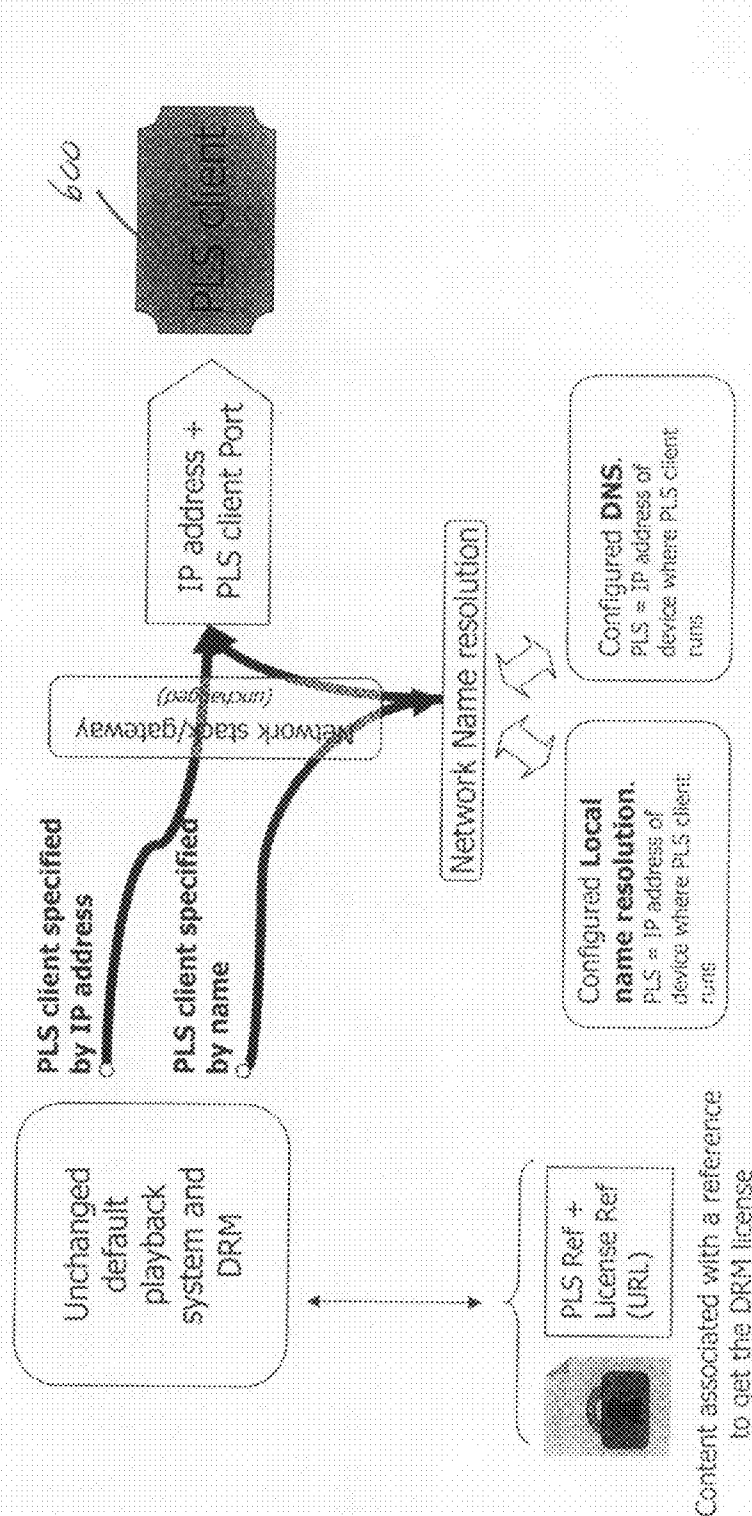 Unchanged
default
playback
system and
DRM
PLS client specified
by IP address
PLS client specified
by name
Network stack/gateway
(unchanged)
IP address +
PLS client Port
PLS client
600
Network Name resolution
Configured Local
name resolution.
PLS = IP address of
device where PLS client
runs
Configured DNS.
PLS = IP address of
device where PLS client
runs
PLS Ref +
License Ref
(URL)
Content associated with a reference
to get the DRM license